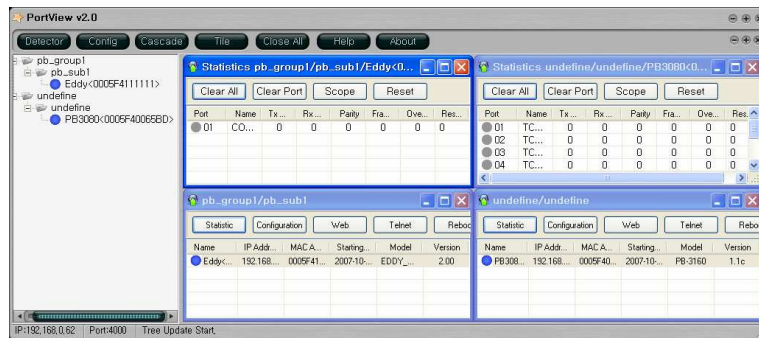 PortView v2.0
Detector Config Cascade Tile Close All Help About
pb_group1
pb_sub1
Eddy<0005F4111111>
undefine
undefine
PB3080<0005F40065BD>
Statistics pb_group1/pb_sub1/Eddy<0...
Clear All Clear Port Scope Reset
Port Name Tx... Rx... Parity Fra... Ove... Res...
01 CO... 0 0 0 0 0 0
Statistics undefine/undefine/PB3080<0...
Clear All Clear Port Scope Reset
Port Name Tx... Rx... Parity Fra... Ove... Res.
01 TC... 0 0 0 0 0 0
02 TC... 0 0 0 0 0 0
03 TC... 0 0 0 0 0 0
04 TC... 0 0 0 0 0 0
pb_group1/pb_sub1
Statistic Configuration Web Telnet Reboo
Name IP Addr... MAC A... Starting... Model Version
Eddy<... 192.168.... 0005F41... 2007-10-... EDDY_... 2.00
undefine/undefine
Statistic Configuration Web Telnet Rebo
Name IP Addr... MAC A... Starting... Model Version
PB308... 192.168.... 0005F40... 2007-10-... PB-3160 1.1c
IP:192,168,0,62 Port:4000 Tree Update Start,